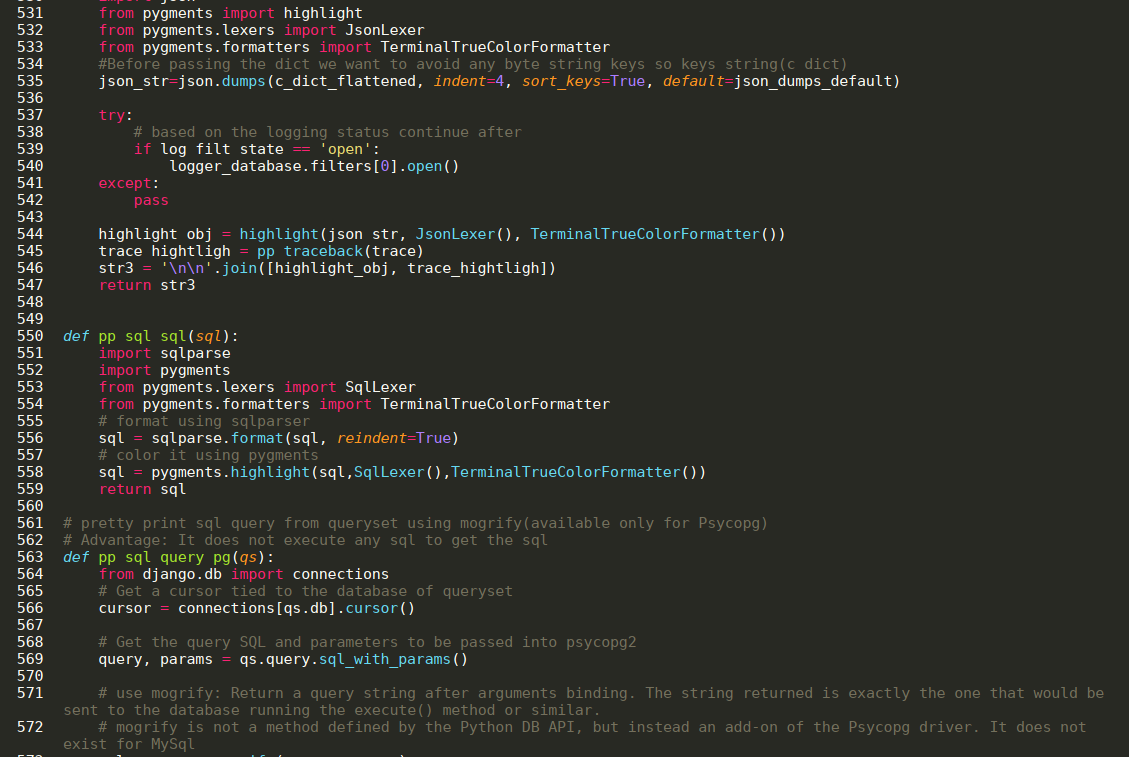 531 from pygments import highlight
532 from pygments.lexers import JsonLexer
533 from pygments.formatters import TerminalTrueColorFormatter
534 #Before passing the dict we want to avoid any byte string keys so keys string(c dict)
535 json_str=json.dumps(c_dict_flattened, indent=4, sort_keys=True, default=json_dumps_default)
536
537 try:
538 # based on the logging status continue after
539 if log filt state == 'open':
540 logger_database.filters[0].open()
541 except:
542 pass
543
544 highlight obj = highlight(json str, JsonLexer(), TerminalTrueColorFormatter())
545 trace hightligh = pp traceback(trace)
546 str3 = '\n\n'.join([highlight_obj, trace_hightligh])
547 return str3
548
549
550 def pp sql sql(sql):
551 import sqlparse
552 import pygments
553 from pygments.lexers import SqlLexer
554 from pygments.formatters import TerminalTrueColorFormatter
555 # format using sqlparser
556 sql = sqlparse.format(sql, reindent=True)
557 # color it using pygments
558 sql = pygments.highlight(sql,SqlLexer(),TerminalTrueColorFormatter())
559 return sql
560
561 # pretty print sql query from queryset using mogrify(available only for Psycopg)
562 # Advantage: It does not execute any sql to get the sql
563 def pp sql query pg(qs):
564 from django.db import connections
565 # Get a cursor tied to the database of queryset
566 cursor = connections[qs.db].cursor()
567
568 # Get the query SQL and parameters to be passed into psycopg2
569 query, params = qs.query.sql_with_params()
570
571 # use mogrify: Return a query string after arguments binding. The string returned is exactly the one that would be
sent to the database running the execute() method or similar.
572 # mogrify is not a method defined by the Python DB API, but instead an add-on of the Psycopg driver. It does not
exist for MySql